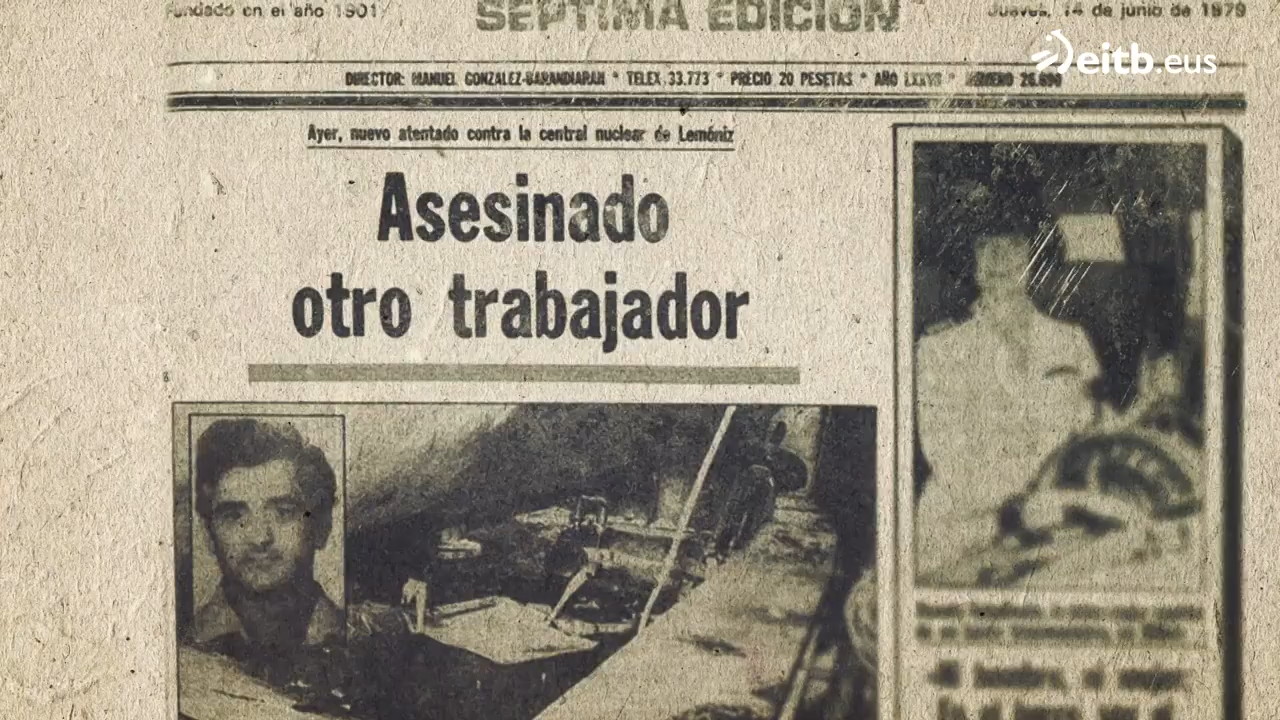 Fundado en el año 1901
SEPTIMA EDICION
Jueves, 14 de junio de 1979
eitb.eus
DIRECTOR: MANUEL GONZALEZ-BARANDIARAN * TELEX 33.773 * PRECIO 20 PESETAS * AÑO
Ayer, nuevo atentado contra la central nuclear de Lemóniz
Asesinado
otro trabajador